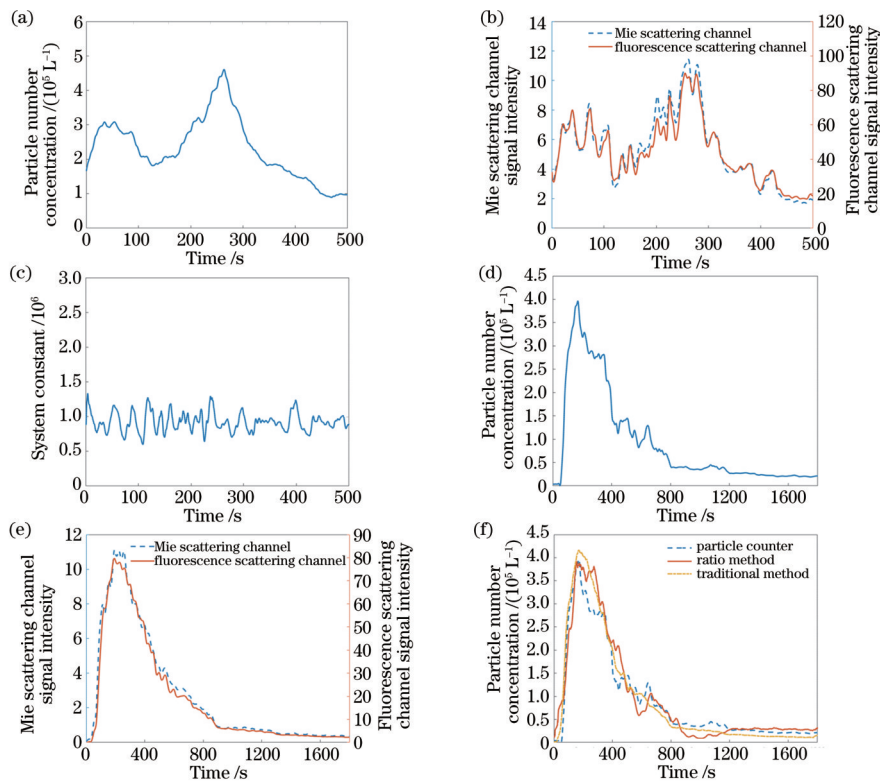 (a)
Particle number
concentration /(10⁵ L⁻¹)
6
5
4
3
2
1
0
0 100 200 300 400 500
Time /s
(b)
Mie scattering channel
signal intensity
14
12
10
8
6
4
2
0
Mie scattering channel
fluorescence scattering channel
120
100
80
60
40
20
0
Fluorescence scattering
channel signal intensity
0 100 200 300 400 500
Time /s
(c)
System constant /10⁶
3.0
2.5
2.0
1.5
1.0
0.5
0
0 100 200 300 400 500
Time /s
(d)
Particle number
concentration /(10⁵ L⁻¹)
4.5
4.0
3.5
3.0
2.5
2.0
1.5
1.0
0.5
0
0 400 800 1200 1600
Time /s
(e)
Mie scattering channel
signal intensity
12
10
8
6
4
2
0
Mie scattering channel
fluorescence scattering channel
90
80
70
60
50
40
30
20
10
0
Fluorescence scattering
channel signal intensity
0 400 800 1200 1600
Time /s
(f)
Particle number
concentration /(10⁵ L⁻¹)
4.5
4.0
3.5
3.0
2.5
2.0
1.5
1.0
0.5
0
particle counter
ratio method
traditional method
0 400 800 1200 1600
Time /s